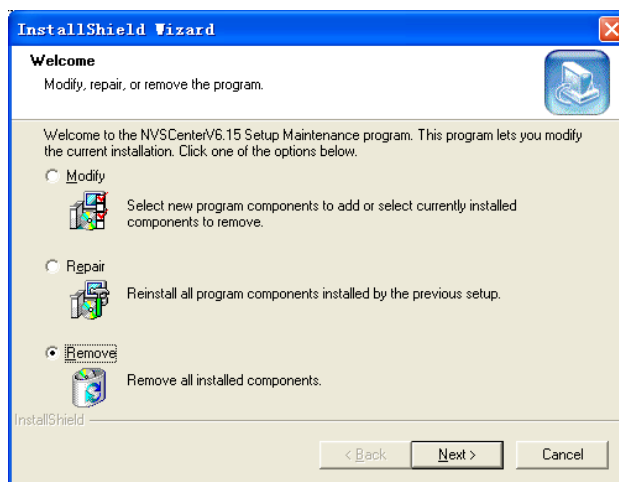 InstallShield Wizard
Welcome
Modify, repair, or remove the program.
Welcome to the NVSCenterV6.15 Setup Maintenance program. This program lets you modify
the current installation. Click one of the options below.
Modify
Select new program components to add or select currently installed
components to remove.
Repair
Reinstall all program components installed by the previous setup.
Remove
Remove all installed components.
InstallShield
< Back
Next >
Cancel